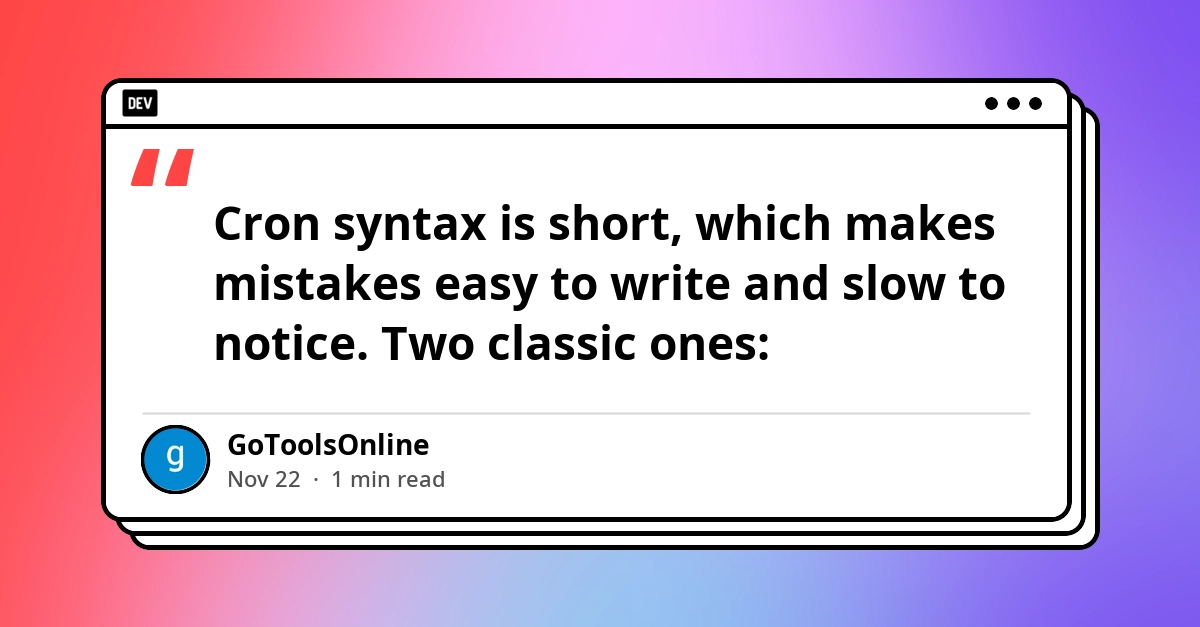 DEV
Cron syntax is short, which makes
mistakes easy to write and slow to
notice. Two classic ones:
g
GoToolsOnline
Nov 22 · 1 min read